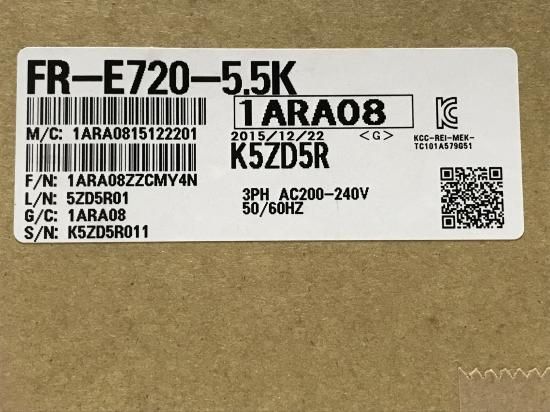 FR-E720-5.5K
1ARA08
M/C: 1ARA0815122201
2015/12/22 <G>
K5ZD5R
KCC-REI-MEK-
TC101A579G51
F/N: 1ARA08ZZCMY4N
L/N: 5ZD5R01
G/C: 1ARA08
S/N: K5ZD5R011
3PH AC200-240V
50/60HZ